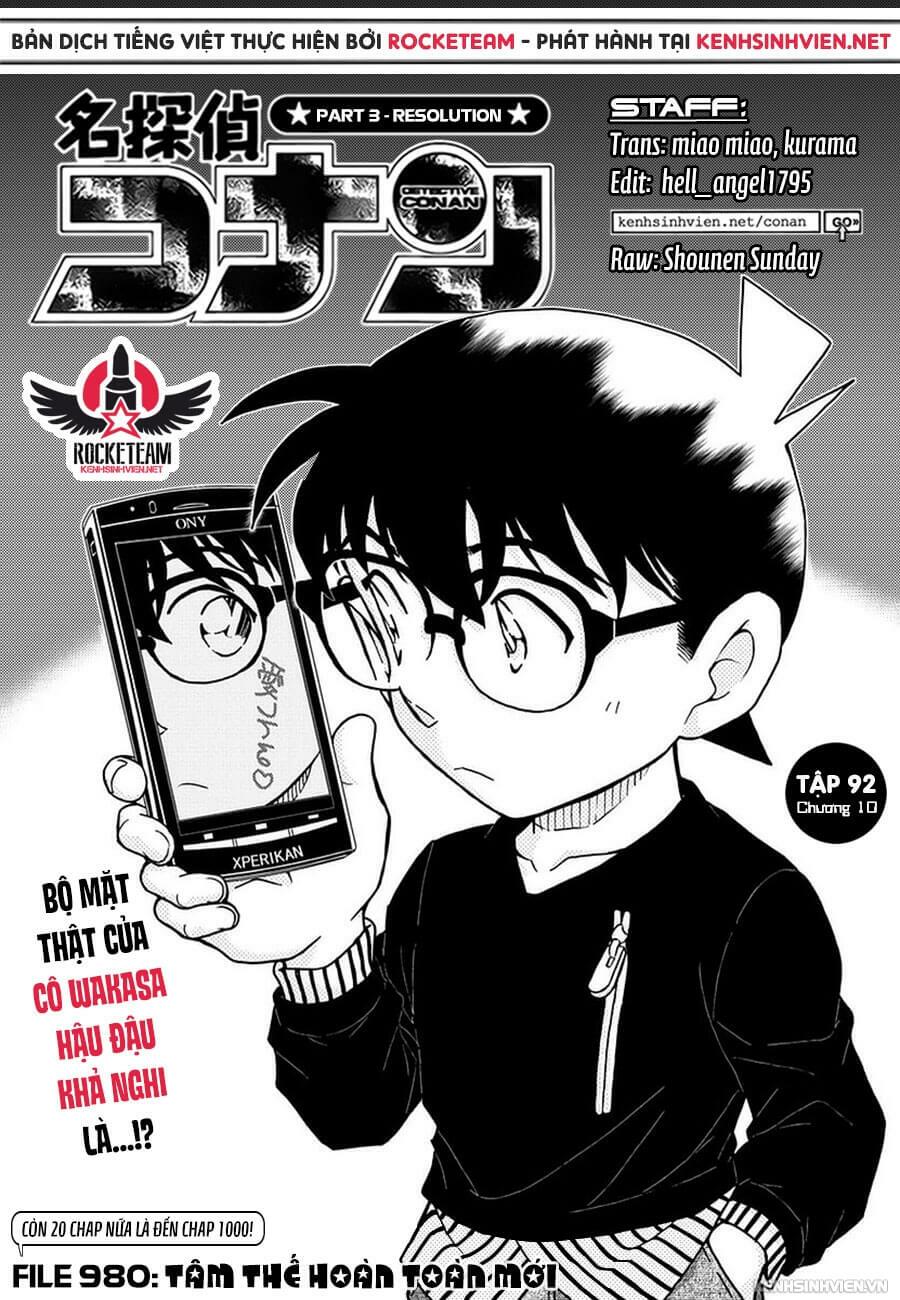 BẢN DỊCH TIẾNG VIỆT THỰC HIỆN BỞI ROCKETEAM - PHÁT HÀNH TẠI KENHSINHVIEN.NET
名探偵
★ PART 3 - RESOLUTION ★
コナン
DETECTIVE
CONAN
STAFF:
Trans: miao miao, kurama
Edit: hell_angel1795
kenhsinhvien.net/conan GO»
Raw: Shounen Sunday
ROCKETEAM
KENHSINHVIEN.NET
ONY
XPERIKAN
TẬP 92
Chương 10
BỘ MẶT
THẬT CỦA
CÔ WAKASA
HẬU ĐẬU
KHẢ NGHI
LÀ...!?
CÒN 20 CHAP NỮA LÀ ĐẾN CHAP 1000!
FILE 980: TÂM THẾ HOÀN TOÀN MỚI
KENHSINHVIEN.VN